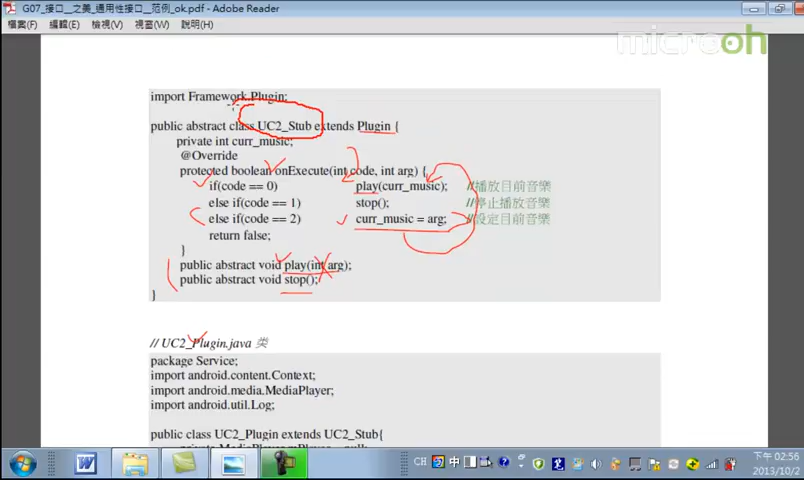 G07_接口__之美_通用性接口__范例_ok.pdf - Adobe Reader
檔案(F) 編輯(E) 檢視(V) 視窗(W) 說明(H)
microoh
import Framework.Plugin;
public abstract class UC2_Stub extends Plugin {
private int curr_music;
@Override
protected boolean onExecute(int code, int arg) {
if(code == 0) play(curr_music); //播放目前音樂
else if(code == 1) stop(); //停止播放音樂
else if(code == 2) curr_music = arg; //設定目前音樂
return false;
}
public abstract void play(int arg);
public abstract void stop();
}
// UC2_Plugin.java 类
package Service;
import android.content.Context;
import android.media.MediaPlayer;
import android.util.Log;
public class UC2_Plugin extends UC2_Stub{
CH 中
下午 02:56
2013/10/2